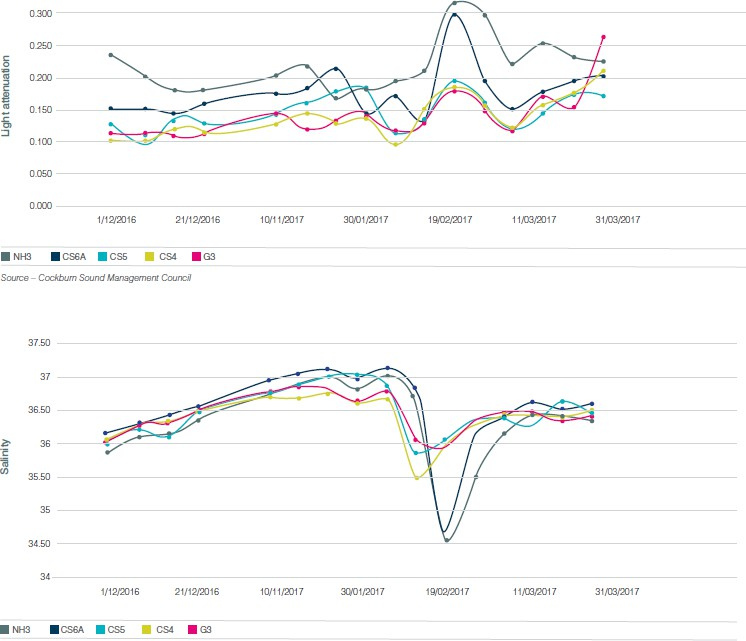 0.300
0.250
0.200
0.150
0.100
0.050
0.000
Light attenuation
1/12/2016 21/12/2016 10/11/2017 30/01/2017 19/02/2017 11/03/2017 31/03/2017
NH3 CS6A CS5 CS4 G3
Source – Cockburn Sound Management Council
37.50
37
36.50
36
35.50
35
34.50
34
Salinity
1/12/2016 21/12/2016 10/11/2017 30/01/2017 19/02/2017 11/03/2017 31/03/2017
NH3 CS6A CS5 CS4 G3